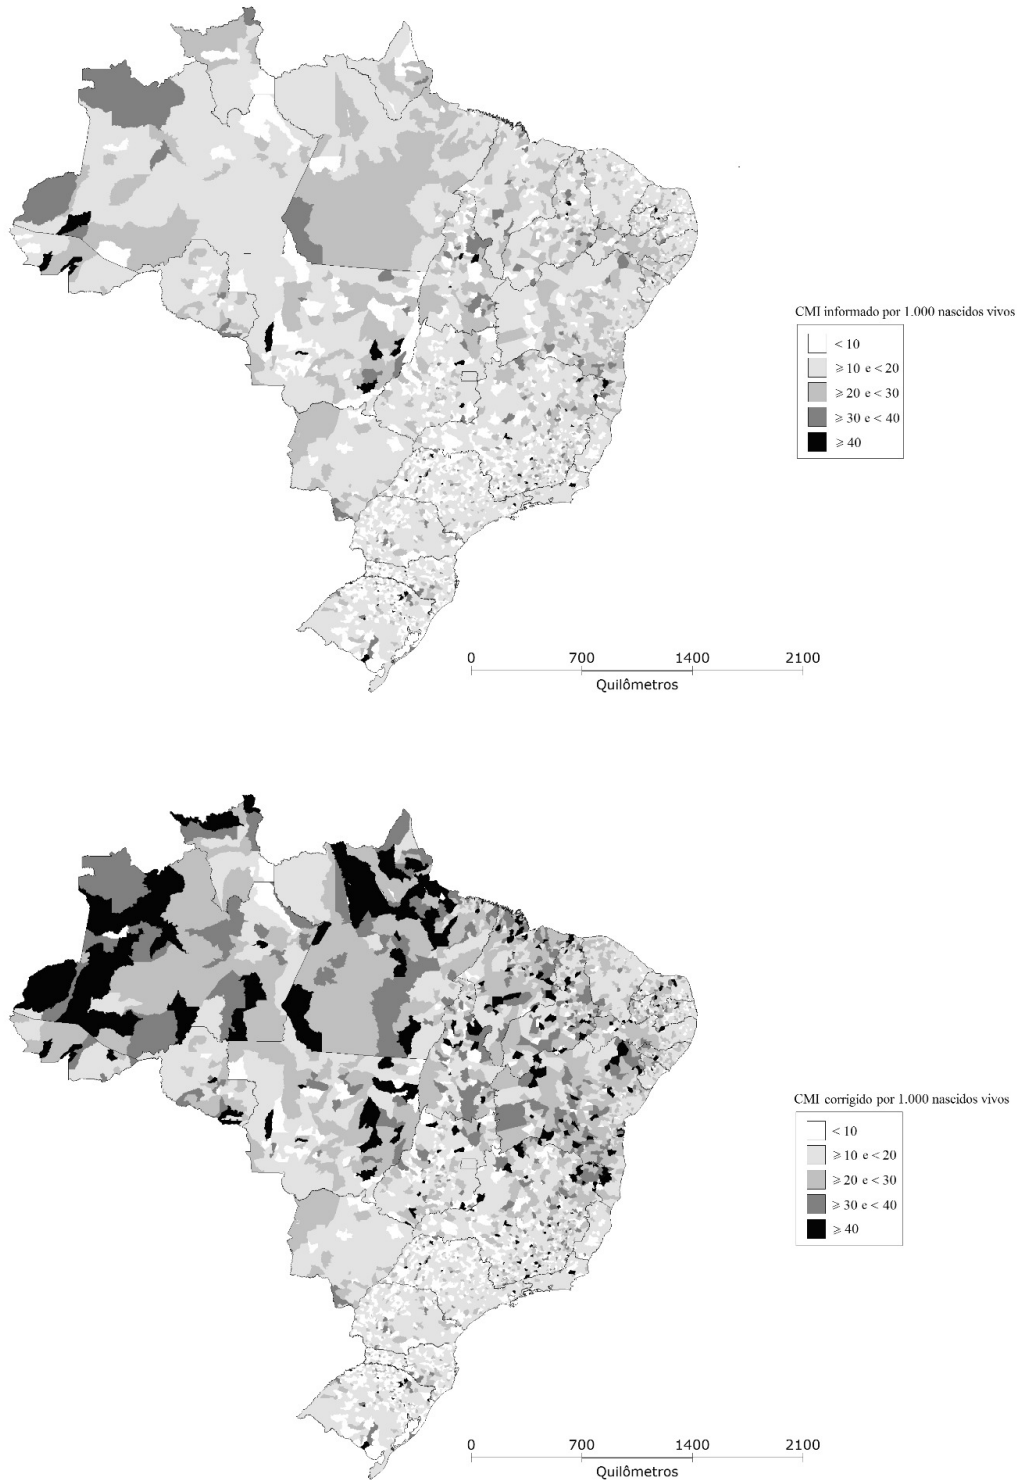 CMI informado por 1.000 nascidos vivos
< 10
⩾ 10 e < 20
⩾ 20 e < 30
⩾ 30 e < 40
⩾ 40
0 700 1400 2100
Quilômetros
CMI corrigido por 1.000 nascidos vivos
< 10
⩾ 10 e < 20
⩾ 20 e < 30
⩾ 30 e < 40
⩾ 40
0 700 1400 2100
Quilômetros